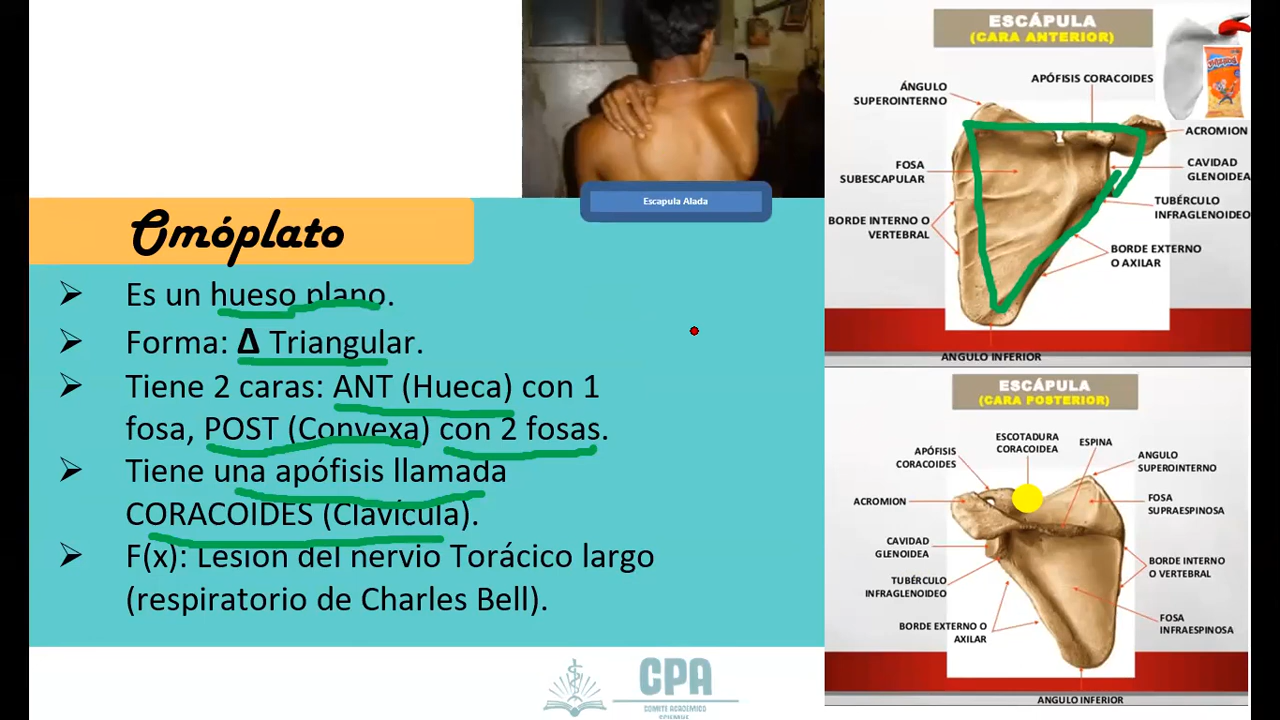 Escapula Alada
Omóplato
Es un hueso plano.
Forma: Δ Triangular.
Tiene 2 caras: ANT (Hueca) con 1
fosa, POST (Convexa) con 2 fosas.
Tiene una apófisis llamada
CORACOIDES (Clavícula).
F(x): Lesión del nervio Torácico largo
(respiratorio de Charles Bell).
CPA
COMITÉ ACADÉMICO
ESCÁPULA
(CARA ANTERIOR)
APÓFISIS CORACOIDES
ÁNGULO
SUPEROINTERNO
ACROMION
FOSA
SUBESCAPULAR
CAVIDAD
GLENOIDEA
TUBÉRCULO
INFRAGLENOIDEO
BORDE INTERNO O
VERTEBRAL
BORDE EXTERNO
O AXILAR
ANGULO INFERIOR
ESCÁPULA
(CARA POSTERIOR)
ESCOTADURA
CORACOIDEA
ESPINA
APÓFISIS
CORACOIDES
ANGULO
SUPEROINTERNO
ACROMION
FOSA
SUPRAESPINOSA
CAVIDAD
GLENOIDEA
BORDE INTERNO
O VERTEBRAL
TUBÉRCULO
INFRAGLENOIDEO
BORDE EXTERNO O
AXILAR
FOSA
INFRAESPINOSA
ANGULO INFERIOR